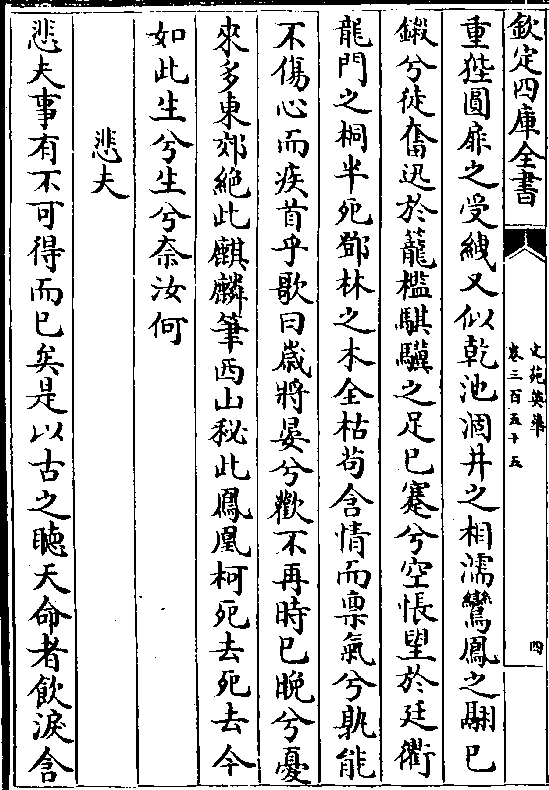 欽定四庫全書
文苑英華
卷三百五十五
四
重狴圓扉之受絏又似乾池涸井之相濡鸞鳳之翮已
鎩兮徒奮迅於籠檻騏驥之足已蹇兮空悵望於廷衢
龍門之桐半死鄧林之木全枯苟含情而稟氣兮孰能
不傷心而疾首乎歌曰歲將晏兮歡不再時已晚兮憂
來多東郊絶此麒麟筆西山秘此鳳凰柯死去死去今
如此生兮生兮奈汝何
悲夫
悲夫事有不可得而已矣是以古之聴天命者飲淚含